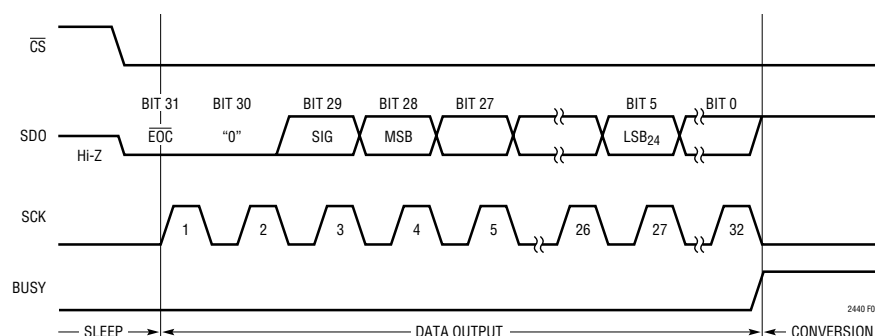 CS
BIT 31 BIT 30 BIT 29 BIT 28 BIT 27 BIT 5 BIT 0
SDO EOC "0" SIG MSB LSB24
Hi-Z
SCK 1 2 3 4 5 26 27 32
BUSY
2440 F0
SLEEP DATA OUTPUT CONVERSION